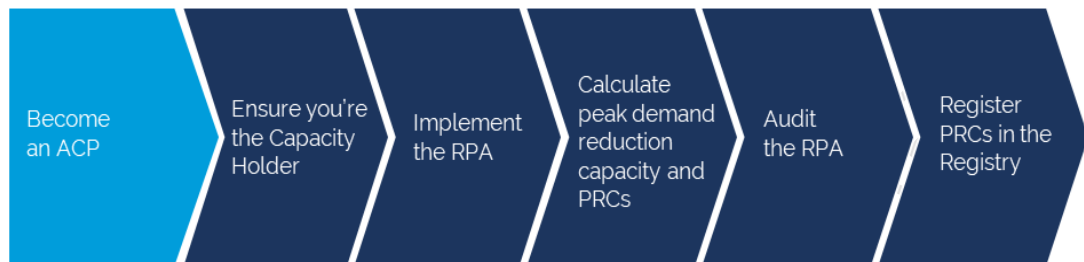 Become
an ACP
Ensure you're
the Capacity
Holder
Implement
the RPA
Calculate
peak demand
reduction
capacity and
PRCs
Audit
the RPA
Register
PRCs in the
Registry